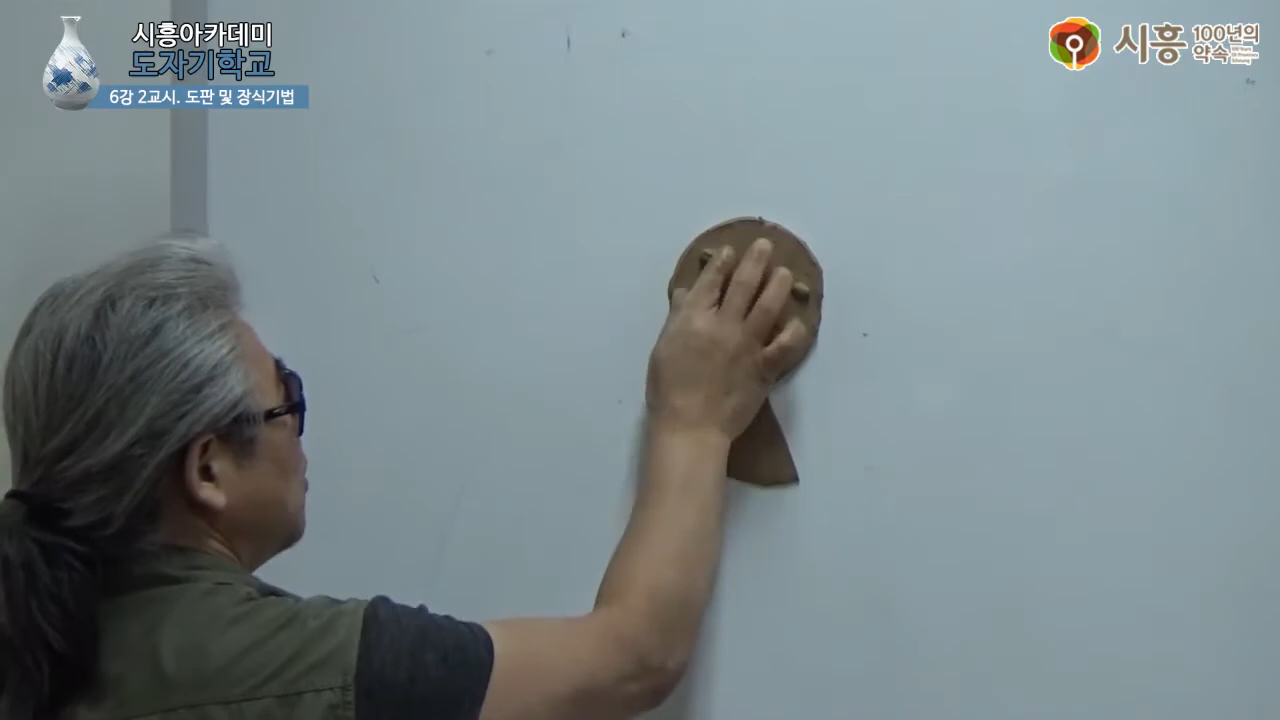 시흥아카데미
도자기학교
6강 2교시. 도판 및 장식기법
시흥
100년의
약속